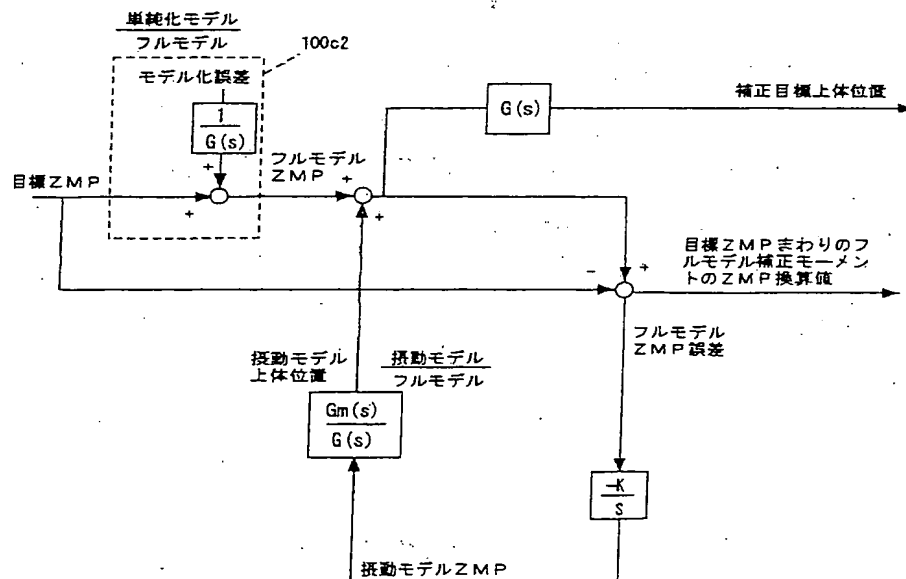 単純化モデル
フルモデル
100c2
モデル化誤差
1
G(s)
+
目標ZMP
+
フルモデル
ZMP
+
+
G(s)
補正目標上体位置
-
+
目標ZMPまわりのフ
ルモデル補正モーメン
トのZMP換算値
フルモデル
ZMP誤差
摂動モデル
上体位置
摂動モデル
フルモデル
Gm(s)
G(s)
-K
S
摂動モデルZMP